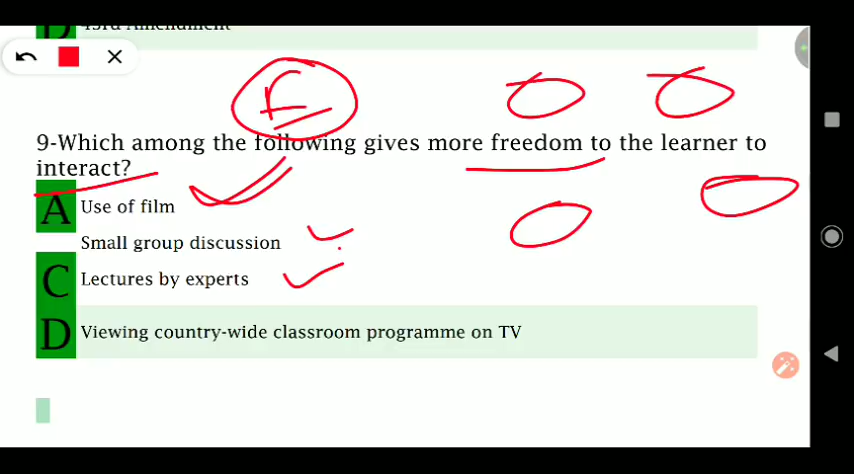 9-Which among the following gives more freedom to the learner to
interact?
A Use of film
Small group discussion
C Lectures by experts
D Viewing country-wide classroom programme on TV